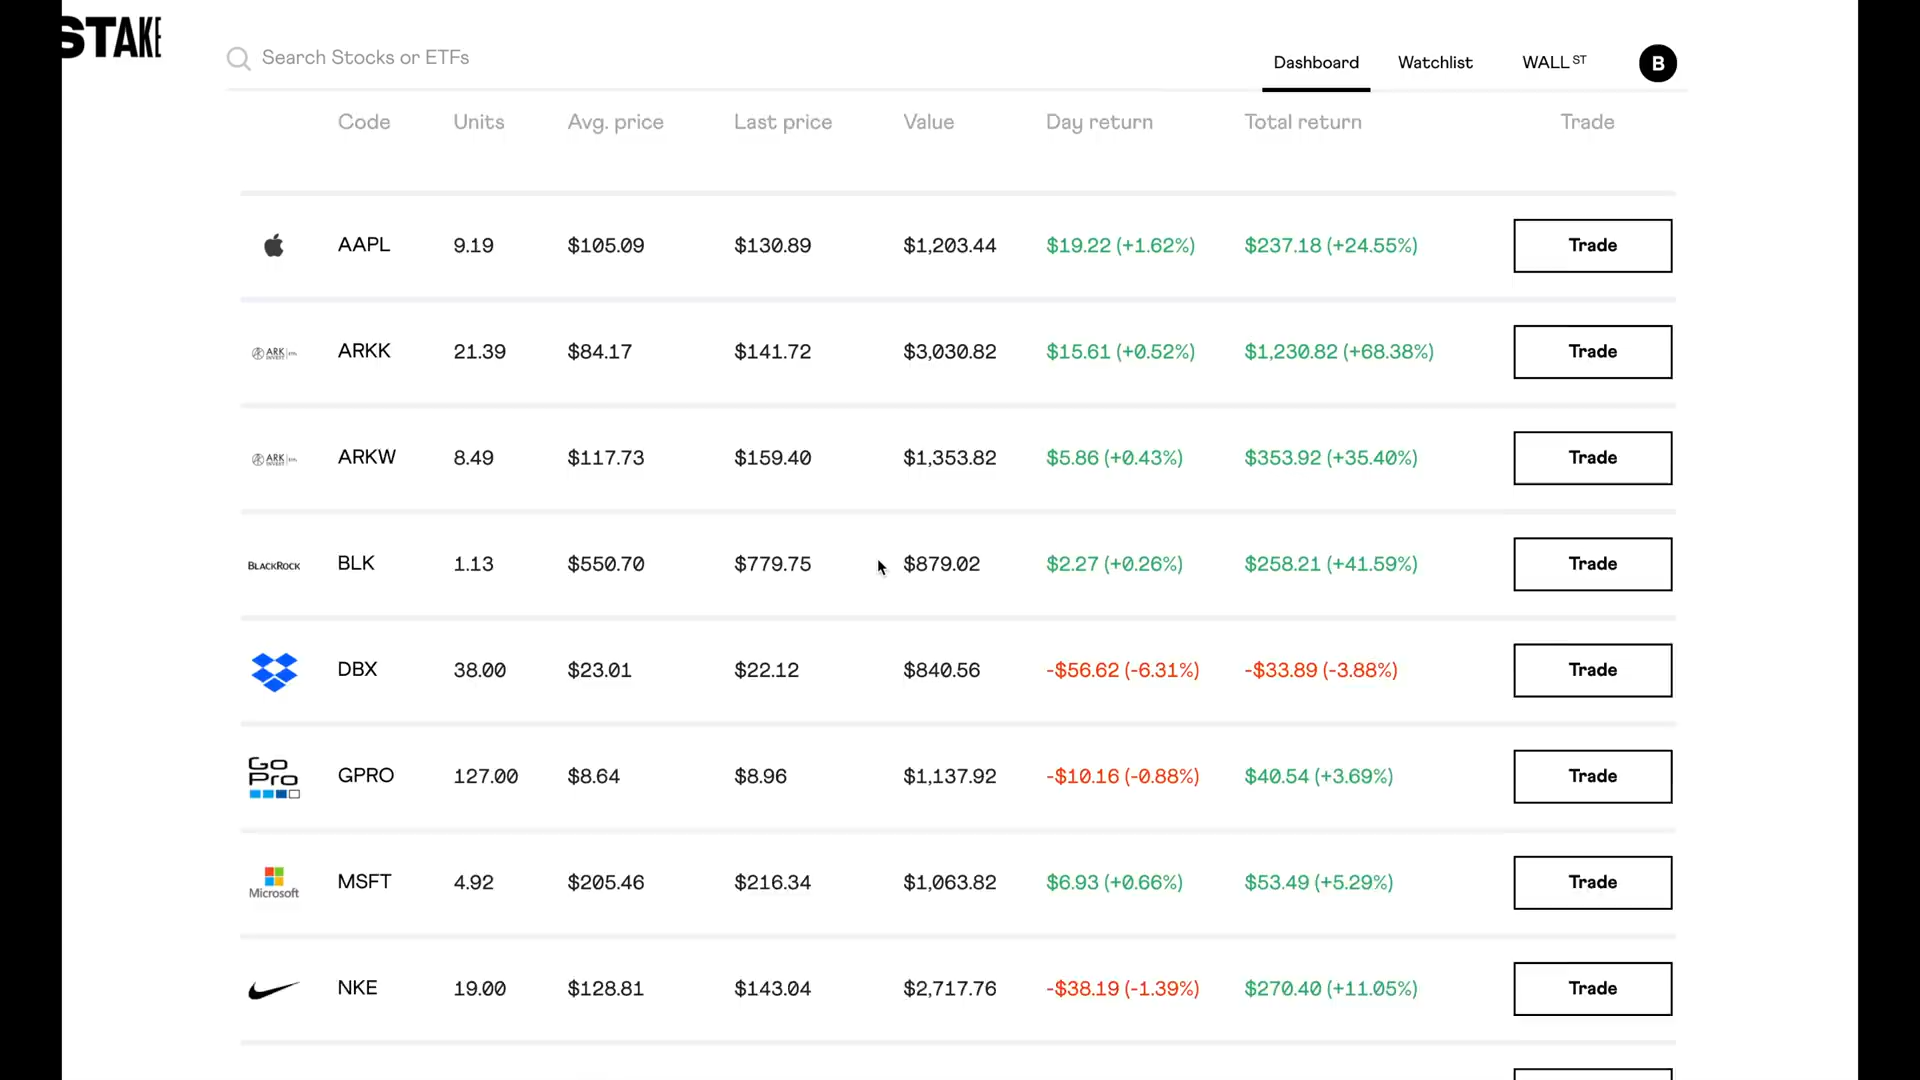 STAKE
Search Stocks or ETFs
Dashboard Watchlist WALL ST B
Code Units Avg. price Last price Value Day return Total return Trade
AAPL 9.19 $105.09 $130.89 $1,203.44 $19.22 (+1.62%) $237.18 (+24.55%) Trade
ARK INVEST ARKK 21.39 $84.17 $141.72 $3,030.82 $15.61 (+0.52%) $1,230.82 (+68.38%) Trade
ARK INVEST ARKW 8.49 $117.73 $159.40 $1,353.82 $5.86 (+0.43%) $353.92 (+35.40%) Trade
BLACKROCK BLK 1.13 $550.70 $779.75 $879.02 $2.27 (+0.26%) $258.21 (+41.59%) Trade
DBX 38.00 $23.01 $22.12 $840.56 -$56.62 (-6.31%) -$33.89 (-3.88%) Trade
GoPro GPRO 127.00 $8.64 $8.96 $1,137.92 -$10.16 (-0.88%) $40.54 (+3.69%) Trade
Microsoft MSFT 4.92 $205.46 $216.34 $1,063.82 $6.93 (+0.66%) $53.49 (+5.29%) Trade
NKE 19.00 $128.81 $143.04 $2,717.76 -$38.19 (-1.39%) $270.40 (+11.05%) Trade